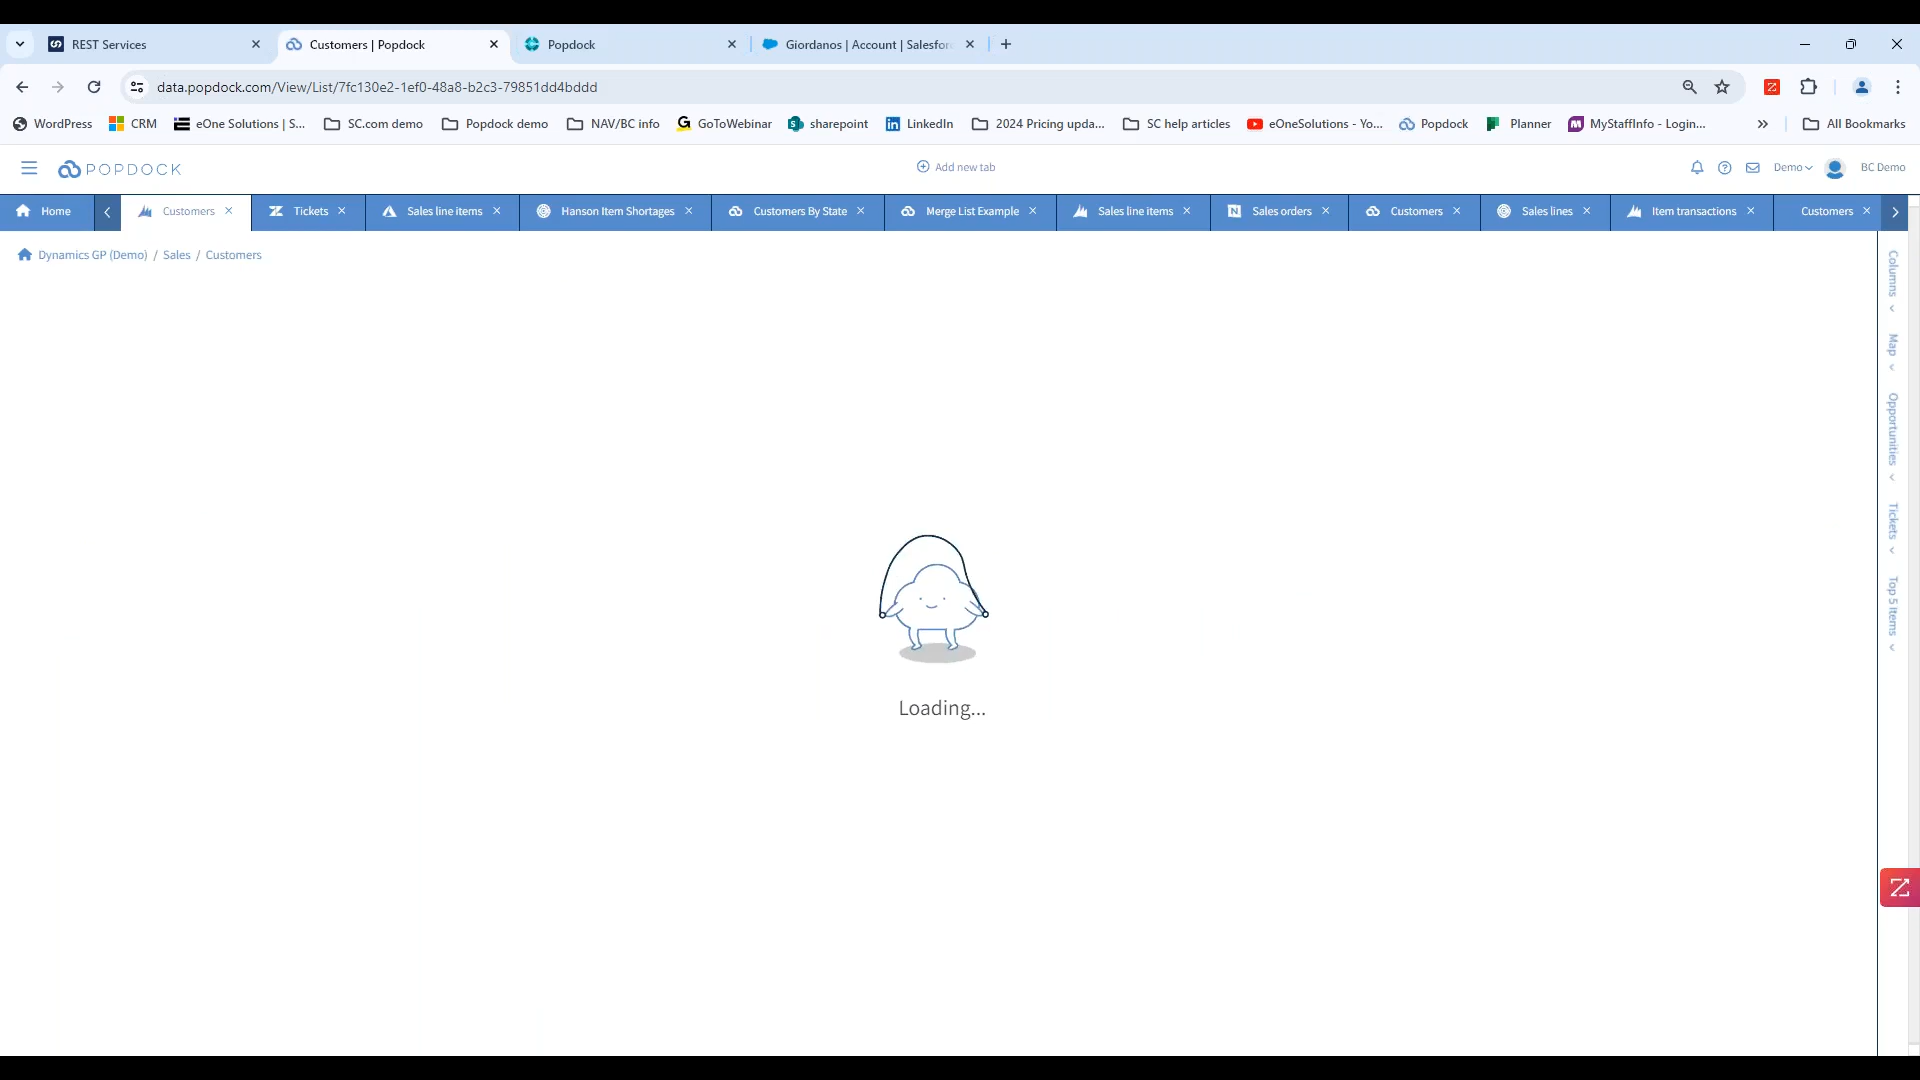 REST Services
Customers | Popdock
Popdock
Giordanos | Account | Salesforc
data.popdock.com/View/List/7fc130e2-1ef0-48a8-b2c3-79851dd4bddd
WordPress
CRM
eOne Solutions | S...
SC.com demo
Popdock demo
NAV/BC info
GoToWebinar
sharepoint
LinkedIn
2024 Pricing upda...
SC help articles
eOneSolutions - Yo...
Popdock
Planner
MyStaffInfo - Login...
All Bookmarks
POPDOCK
Add new tab
Demo
BC Demo
Home
Customers
Tickets
Sales line items
Hanson Item Shortages
Customers By State
Merge List Example
Sales line items
Sales orders
Customers
Sales lines
Item transactions
Customers
Dynamics GP (Demo) / Sales / Customers
Columns
Map
Opportunities
Tickets
Top 5 Items
Loading...